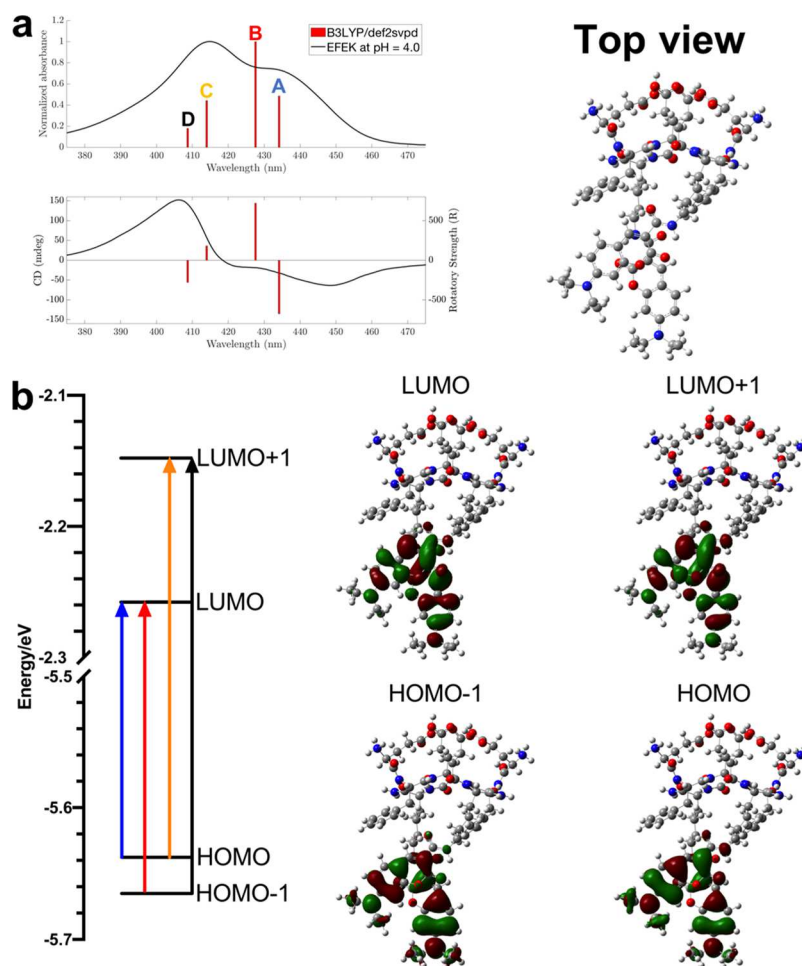 a
Top view
B3LYP/def2svpd
EFEK at pH = 4.0
Normalized absorbance
1.2
1
0.8
0.6
0.4
0.2
0
D
C
B
A
380 390 400 410 420 430 440 450 460 470
Wavelength (nm)
CD (mdeg)
150
100
50
0
-50
-100
-150
500
0
-500
Rotatory Strength (R)
380 390 400 410 420 430 440 450 460 470
Wavelength (nm)
b
Energy/eV
-2.1
-2.2
-2.3
-5.5
-5.6
-5.7
LUMO+1
LUMO
HOMO
HOMO-1
LUMO
LUMO+1
HOMO-1
HOMO